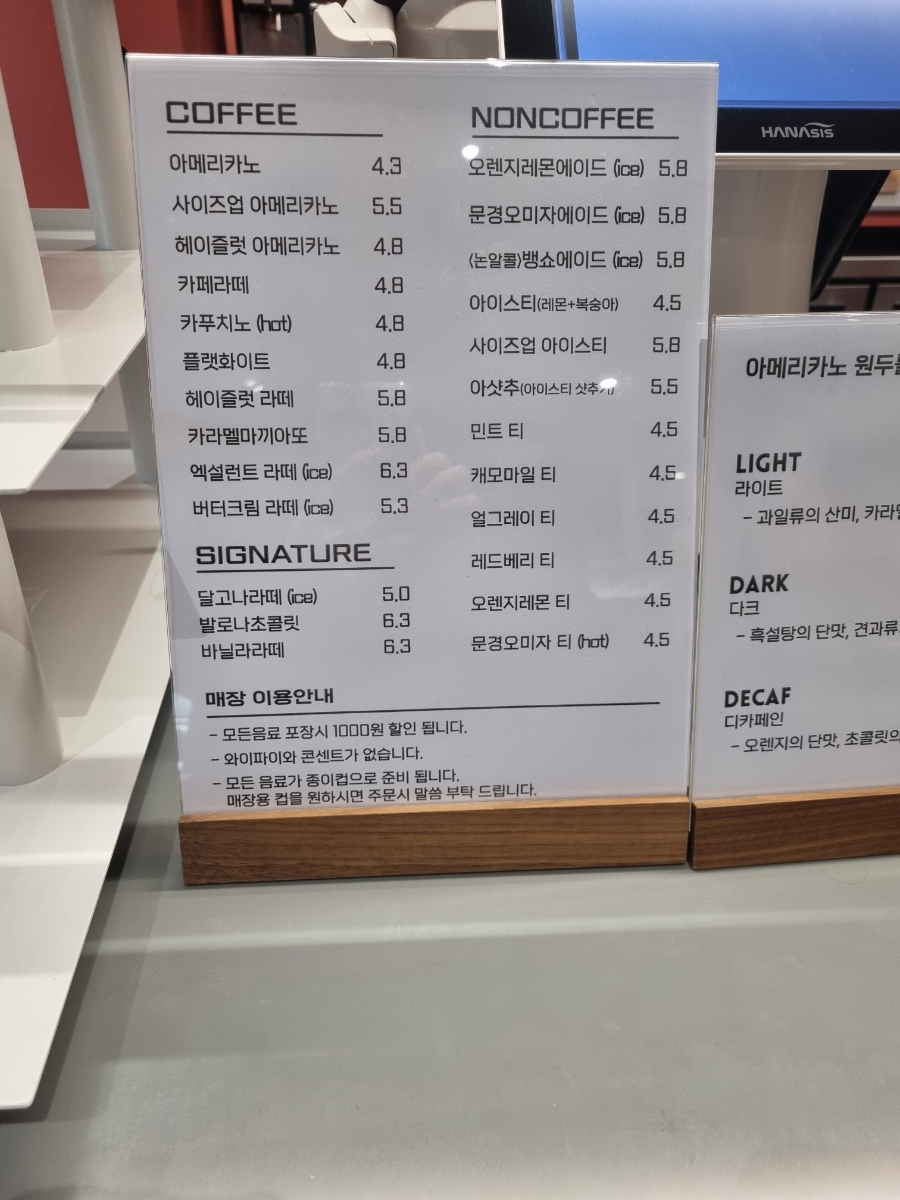 COFFEE
아메리카노 4.3
사이즈업 아메리카노 5.5
헤이즐럿 아메리카노 4.8
카페라떼 4.8
카푸치노 (hot) 4.8
플랫화이트 4.8
헤이즐럿 라떼 5.8
카라멜마끼아또 5.8
엑설런트 라떼 (ice) 6.3
버터크림 라떼 (ice) 5.3
SIGNATURE
달고나라떼 (ice) 5.0
발로나초콜릿 6.3
바닐라라떼 6.3
NONCOFFEE
오렌지레몬에이드 (ice) 5.8
문경오미자에이드 (ice) 5.8
(논알콜)뱅쇼에이드 (ice) 5.8
아이스티(레몬+복숭아) 4.5
사이즈업 아이스티 5.8
아샷추(아이스티 샷추가) 5.5
민트 티 4.5
캐모마일 티 4.5
얼그레이 티 4.5
레드베리 티 4.5
오렌지레몬 티 4.5
문경오미자 티 (hot) 4.5
매장 이용안내
- 모든음료 포장시 1000원 할인 됩니다.
- 와이파이와 콘센트가 없습니다.
- 모든 음료가 종이컵으로 준비 됩니다.
매장용 컵을 원하시면 주문시 말씀 부탁 드립니다.
HANASIS
아메리카노 원두를
LIGHT
라이트
- 과일류의 산미, 카라멜
DARK
다크
- 흑설탕의 단맛, 견과류
DECAF
디카페인
- 오렌지의 단맛, 초콜릿의